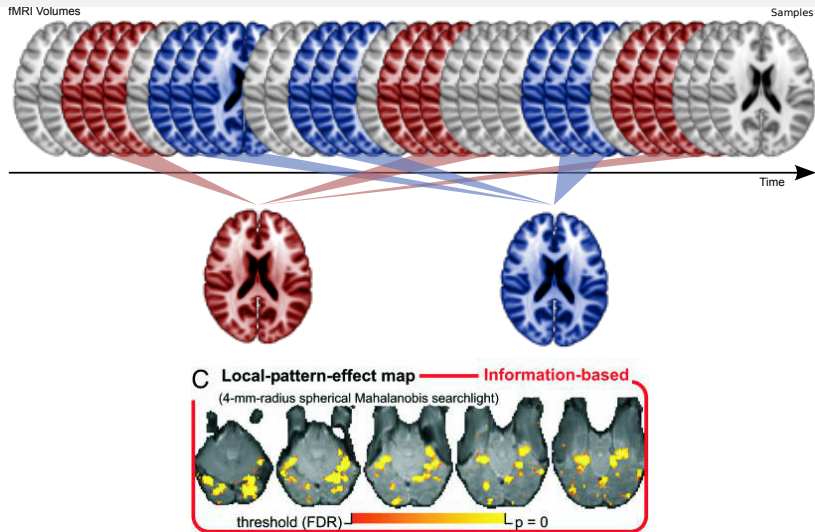 fMRI Volumes
Samples
Time
C Local-pattern-effect map Information-based
(4-mm-radius spherical Mahalanobis searchlight)
threshold (FDR) p = 0